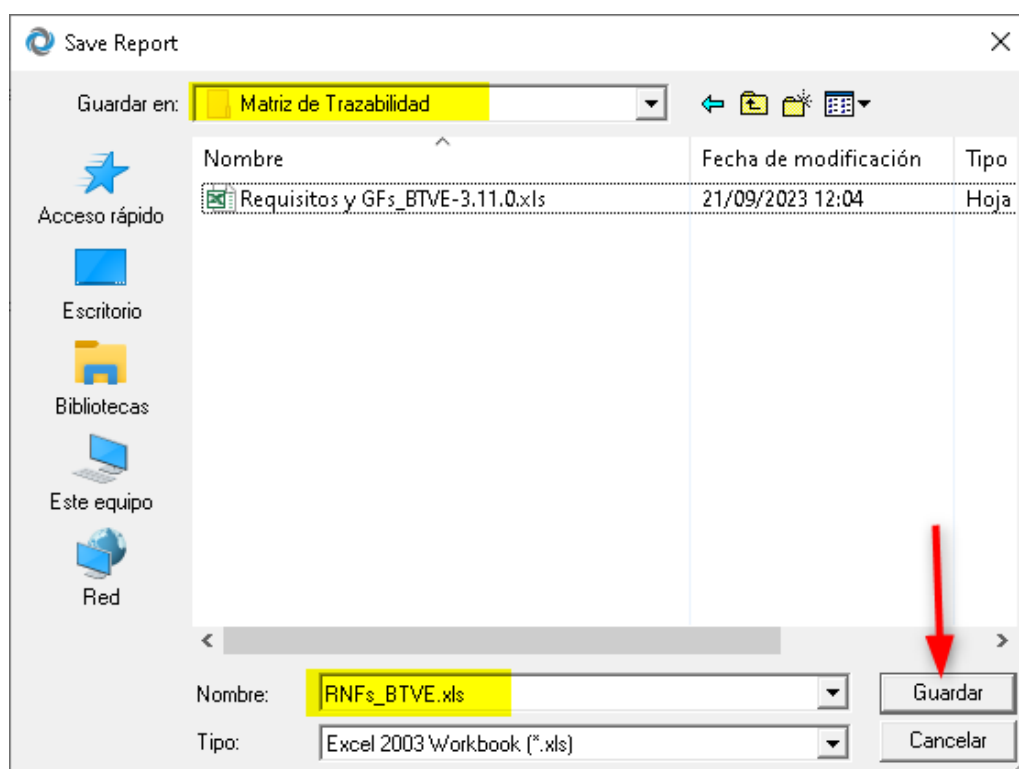 Save Report
Guardar en: Matriz de Trazabilidad
Nombre Fecha de modificación Tipo
Requisitos y GFs_BTVE-3.11.0.xls 21/09/2023 12:04 Hoja
Acceso rápido
Escritorio
Bibliotecas
Este equipo
Red
Nombre: RNFs_BTVE.xls Guardar
Tipo: Excel 2003 Workbook (*.xls) Cancelar